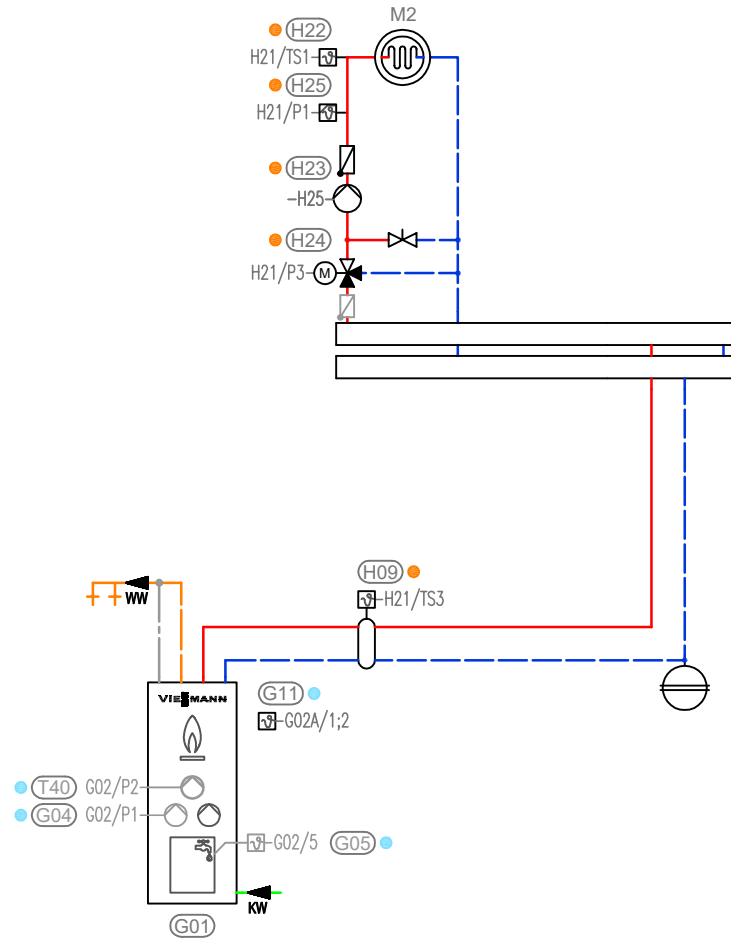 M2
H22
H21/TS1
H25
H21/P1
H23
-H25
H24
H21/P3
M
H09
H21/TS3
WW
VIESMANN
G11
G02A/1;2
T40 G02/P2
G04 G02/P1
G02/5 G05
KW
G01